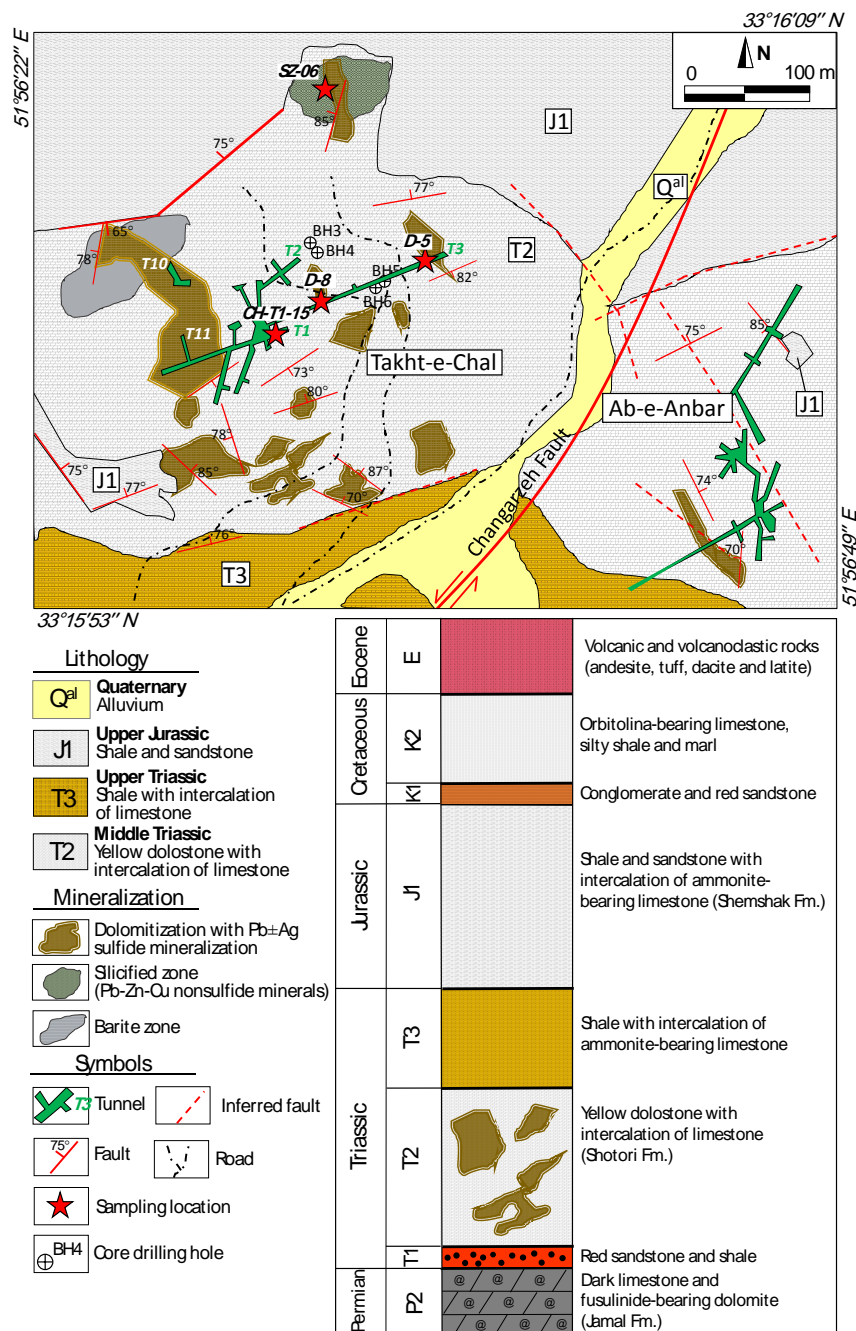 33°16′09″ N
51°56′22″ E
N
0 100 m
SZ-06
85°
J1
75°
Qal
77°
T2
65°
78°
T10
BH3
BH4
T2
D-5
T3
82°
BH5
BH6
D-8
CH-T1-15
T1
T11
73°
Takht-e-Chal
75°
85°
J1
80°
Ab-e-Anbar
78°
75°
J1
77°
85°
87°
70°
74°
70°
76°
T3
Changarzeh Fault
51°56′49″ E
33°15′53″ N
Lithology
Qal Quaternary
Alluvium
J1 Upper Jurassic
Shale and sandstone
T3 Upper Triassic
Shale with intercalation
of limestone
T2 Middle Triassic
Yellow dolostone with
intercalation of limestone
Mineralization
Dolomitization with Pb±Ag
sulfide mineralization
Silicified zone
(Pb-Zn-Cu nonsulfide minerals)
Barite zone
Symbols
T3 Tunnel
Inferred fault
75° Fault
Road
Sampling location
BH4 Core drilling hole
Eocene
E
Volcanic and volcanoclastic rocks
(andesite, tuff, dacite and latite)
Cretaceous
K2
Orbitolina-bearing limestone,
silty shale and marl
K1
Conglomerate and red sandstone
Jurassic
J1
Shale and sandstone with
intercalation of ammonite-
bearing limestone (Shemshak Fm.)
Triassic
T3
Shale with intercalation of
ammonite-bearing limestone
T2
Yellow dolostone with
intercalation of limestone
(Shotori Fm.)
T1
Red sandstone and shale
Permian
P2
@ @ @
@ @ @
@ @ @
Dark limestone and
fusulinide-bearing dolomite
(Jamal Fm.)